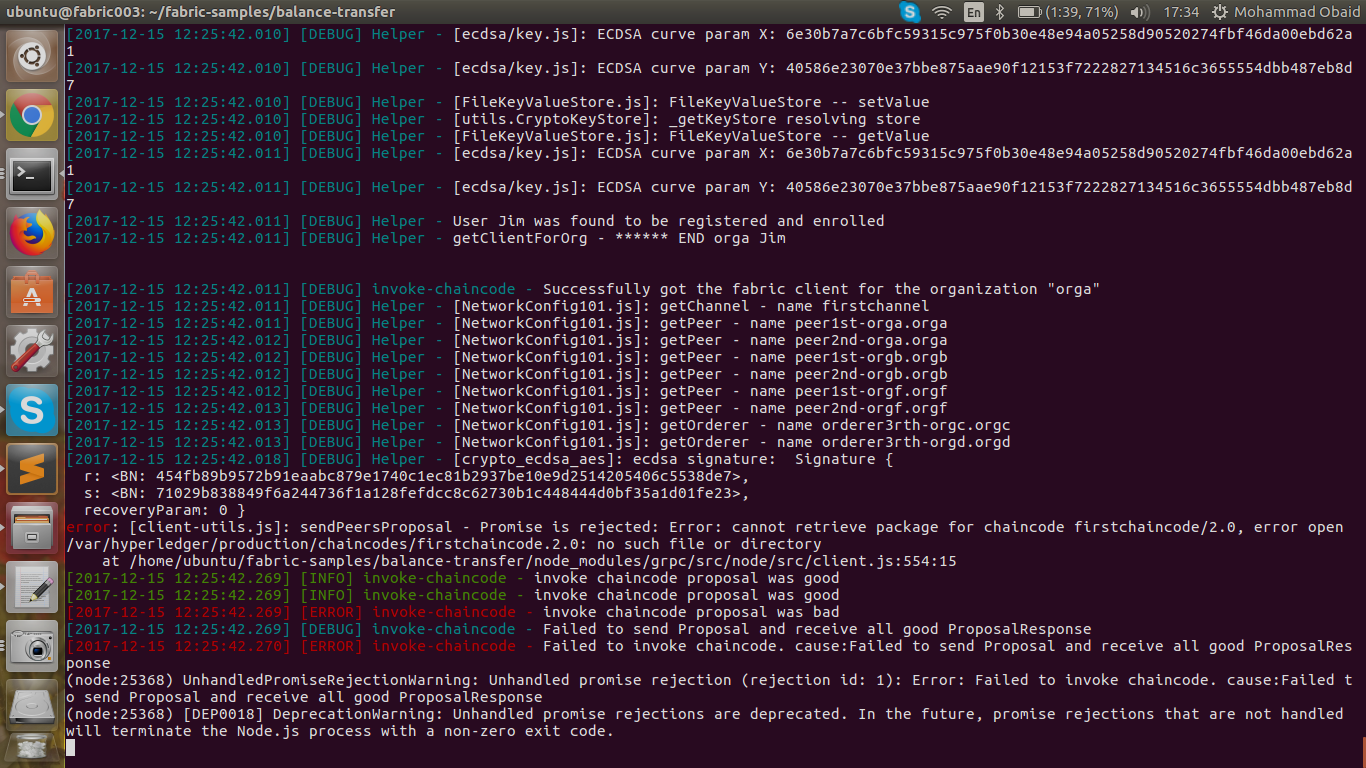 ubuntu@fabric003: ~/fabric-samples/balance-transfer
En
(1:39, 71%)
17:34
Mohammad Obaid
[2017-12-15 12:25:42.010] [DEBUG] Helper - [ecdsa/key.js]: ECDSA curve param X: 6e30b7a7c6bfc59315c975f0b30e48e94a05258d90520274fbf46da00ebd62a
1
[2017-12-15 12:25:42.010] [DEBUG] Helper - [ecdsa/key.js]: ECDSA curve param Y: 40586e23070e37bbe875aae90f12153f7222827134516c3655554dbb487eb8d
7
[2017-12-15 12:25:42.010] [DEBUG] Helper - [FileKeyValueStore.js]: FileKeyValueStore -- setValue
[2017-12-15 12:25:42.010] [DEBUG] Helper - [utils.CryptoKeyStore]: _getKeyStore resolving store
[2017-12-15 12:25:42.010] [DEBUG] Helper - [FileKeyValueStore.js]: FileKeyValueStore -- getValue
[2017-12-15 12:25:42.011] [DEBUG] Helper - [ecdsa/key.js]: ECDSA curve param X: 6e30b7a7c6bfc59315c975f0b30e48e94a05258d90520274fbf46da00ebd62a
1
[2017-12-15 12:25:42.011] [DEBUG] Helper - [ecdsa/key.js]: ECDSA curve param Y: 40586e23070e37bbe875aae90f12153f7222827134516c3655554dbb487eb8d
7
[2017-12-15 12:25:42.011] [DEBUG] Helper - User Jim was found to be registered and enrolled
[2017-12-15 12:25:42.011] [DEBUG] Helper - getClientForOrg - ****** END orga Jim
[2017-12-15 12:25:42.011] [DEBUG] invoke-chaincode - Successfully got the fabric client for the organization "orga"
[2017-12-15 12:25:42.011] [DEBUG] Helper - [NetworkConfig101.js]: getChannel - name firstchannel
[2017-12-15 12:25:42.011] [DEBUG] Helper - [NetworkConfig101.js]: getPeer - name peer1st-orga.orga
[2017-12-15 12:25:42.012] [DEBUG] Helper - [NetworkConfig101.js]: getPeer - name peer2nd-orga.orga
[2017-12-15 12:25:42.012] [DEBUG] Helper - [NetworkConfig101.js]: getPeer - name peer1st-orgb.orgb
[2017-12-15 12:25:42.012] [DEBUG] Helper - [NetworkConfig101.js]: getPeer - name peer2nd-orgb.orgb
[2017-12-15 12:25:42.012] [DEBUG] Helper - [NetworkConfig101.js]: getPeer - name peer1st-orgf.orgf
[2017-12-15 12:25:42.013] [DEBUG] Helper - [NetworkConfig101.js]: getPeer - name peer2nd-orgf.orgf
[2017-12-15 12:25:42.013] [DEBUG] Helper - [NetworkConfig101.js]: getOrderer - name orderer3rth-orgc.orgc
[2017-12-15 12:25:42.013] [DEBUG] Helper - [NetworkConfig101.js]: getOrderer - name orderer3rth-orgd.orgd
[2017-12-15 12:25:42.018] [DEBUG] Helper - [crypto_ecdsa_aes]: ecdsa signature:  Signature {
  r: <BN: 454fb89b9572b91eaabc879e1740c1ec81b2937be10e9d2514205406c5538de7>,
  s: <BN: 71029b838849f6a244736f1a128fefdcc8c62730b1c448444d0bf35a1d01fe23>,
  recoveryParam: 0 }
error: [client-utils.js]: sendPeersProposal - Promise is rejected: Error: cannot retrieve package for chaincode firstchaincode/2.0, error open
/var/hyperledger/production/chaincodes/firstchaincode.2.0: no such file or directory
    at /home/ubuntu/fabric-samples/balance-transfer/node_modules/grpc/src/node/src/client.js:554:15
[2017-12-15 12:25:42.269] [INFO] invoke-chaincode - invoke chaincode proposal was good
[2017-12-15 12:25:42.269] [INFO] invoke-chaincode - invoke chaincode proposal was good
[2017-12-15 12:25:42.269] [ERROR] invoke-chaincode - invoke chaincode proposal was bad
[2017-12-15 12:25:42.269] [DEBUG] invoke-chaincode - Failed to send Proposal and receive all good ProposalResponse
[2017-12-15 12:25:42.270] [ERROR] invoke-chaincode - Failed to invoke chaincode. cause:Failed to send Proposal and receive all good ProposalRes
ponse
(node:25368) UnhandledPromiseRejectionWarning: Unhandled promise rejection (rejection id: 1): Error: Failed to invoke chaincode. cause:Failed t
o send Proposal and receive all good ProposalResponse
(node:25368) [DEP0018] DeprecationWarning: Unhandled promise rejections are deprecated. In the future, promise rejections that are not handled
will terminate the Node.js process with a non-zero exit code.